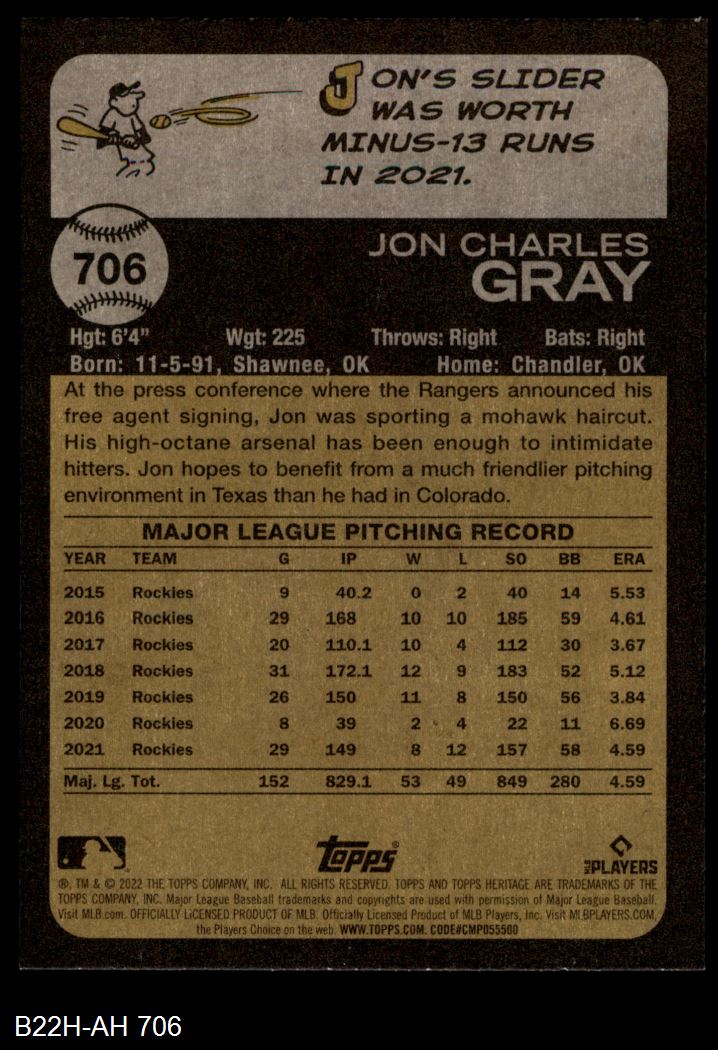 JON'S SLIDER
WAS WORTH
MINUS-13 RUNS
IN 2021.
706
JON CHARLES
GRAY
Hgt: 6'4" Wgt: 225 Throws: Right Bats: Right
Born: 11-5-91, Shawnee, OK Home: Chandler, OK
At the press conference where the Rangers announced his
free agent signing, Jon was sporting a mohawk haircut.
His high-octane arsenal has been enough to intimidate
hitters. Jon hopes to benefit from a much friendlier pitching
environment in Texas than he had in Colorado.
MAJOR LEAGUE PITCHING RECORD
YEAR TEAM G IP W L SO BB ERA
2015 Rockies 9 40.2 0 2 40 14 5.53
2016 Rockies 29 168 10 10 185 59 4.61
2017 Rockies 20 110.1 10 4 112 30 3.67
2018 Rockies 31 172.1 12 9 183 52 5.12
2019 Rockies 26 150 11 8 150 56 3.84
2020 Rockies 8 39 2 4 22 11 6.69
2021 Rockies 29 149 8 12 157 58 4.59
Maj. Lg. Tot. 152 829.1 53 49 849 280 4.59
Topps®
MLB PLAYERS
®, TM & © 2022 THE TOPPS COMPANY, INC. ALL RIGHTS RESERVED. TOPPS AND TOPPS HERITAGE ARE TRADEMARKS OF THE
TOPPS COMPANY, INC. Major League Baseball trademarks and copyrights are used with permission of Major League Baseball.
Visit MLB.com. OFFICIALLY LICENSED PRODUCT OF MLB. Officially Licensed Product of MLB Players, Inc. Visit MLBPLAYERS.COM,
the Players Choice on the web. WWW.TOPPS.COM. CODE#CMP055500
B22H-AH 706